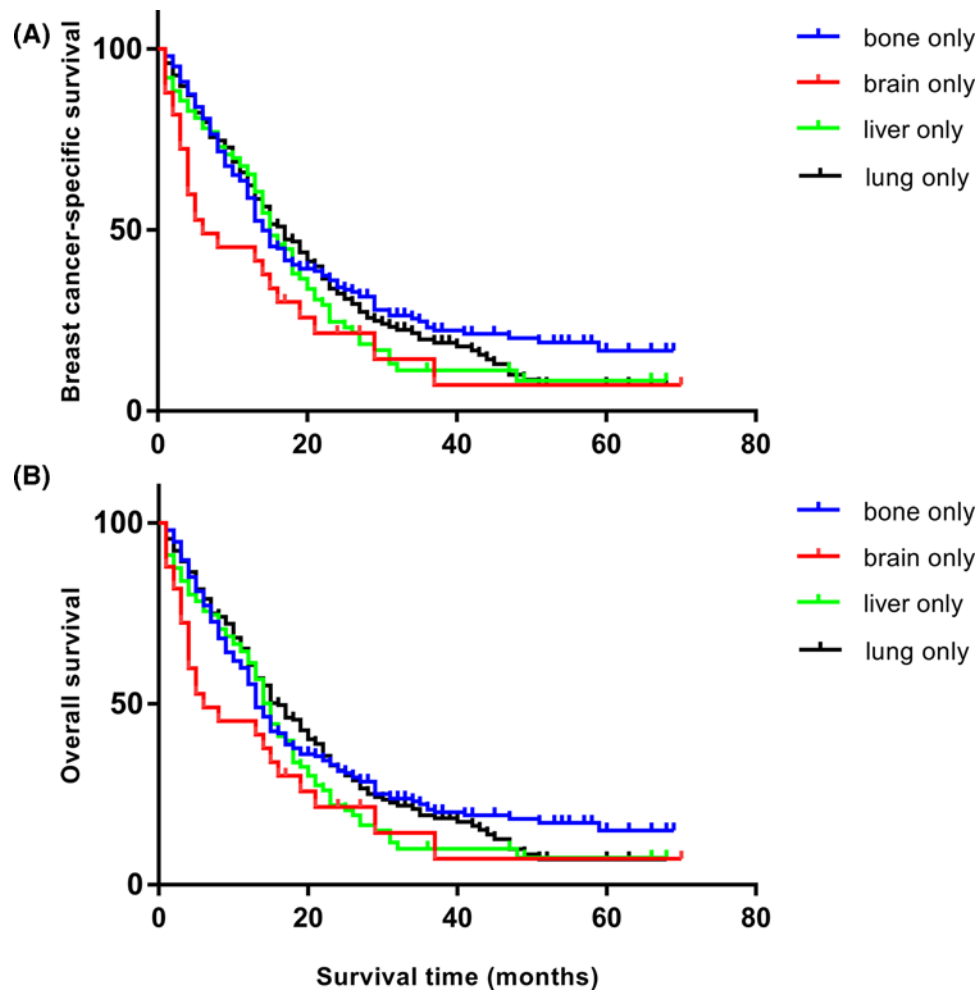 (A)
Breast cancer-specific survival
100
50
0
0 20 40 60 80
bone only
brain only
liver only
lung only
(B)
Overall survival
100
50
0
0 20 40 60 80
bone only
brain only
liver only
lung only
Survival time (months)